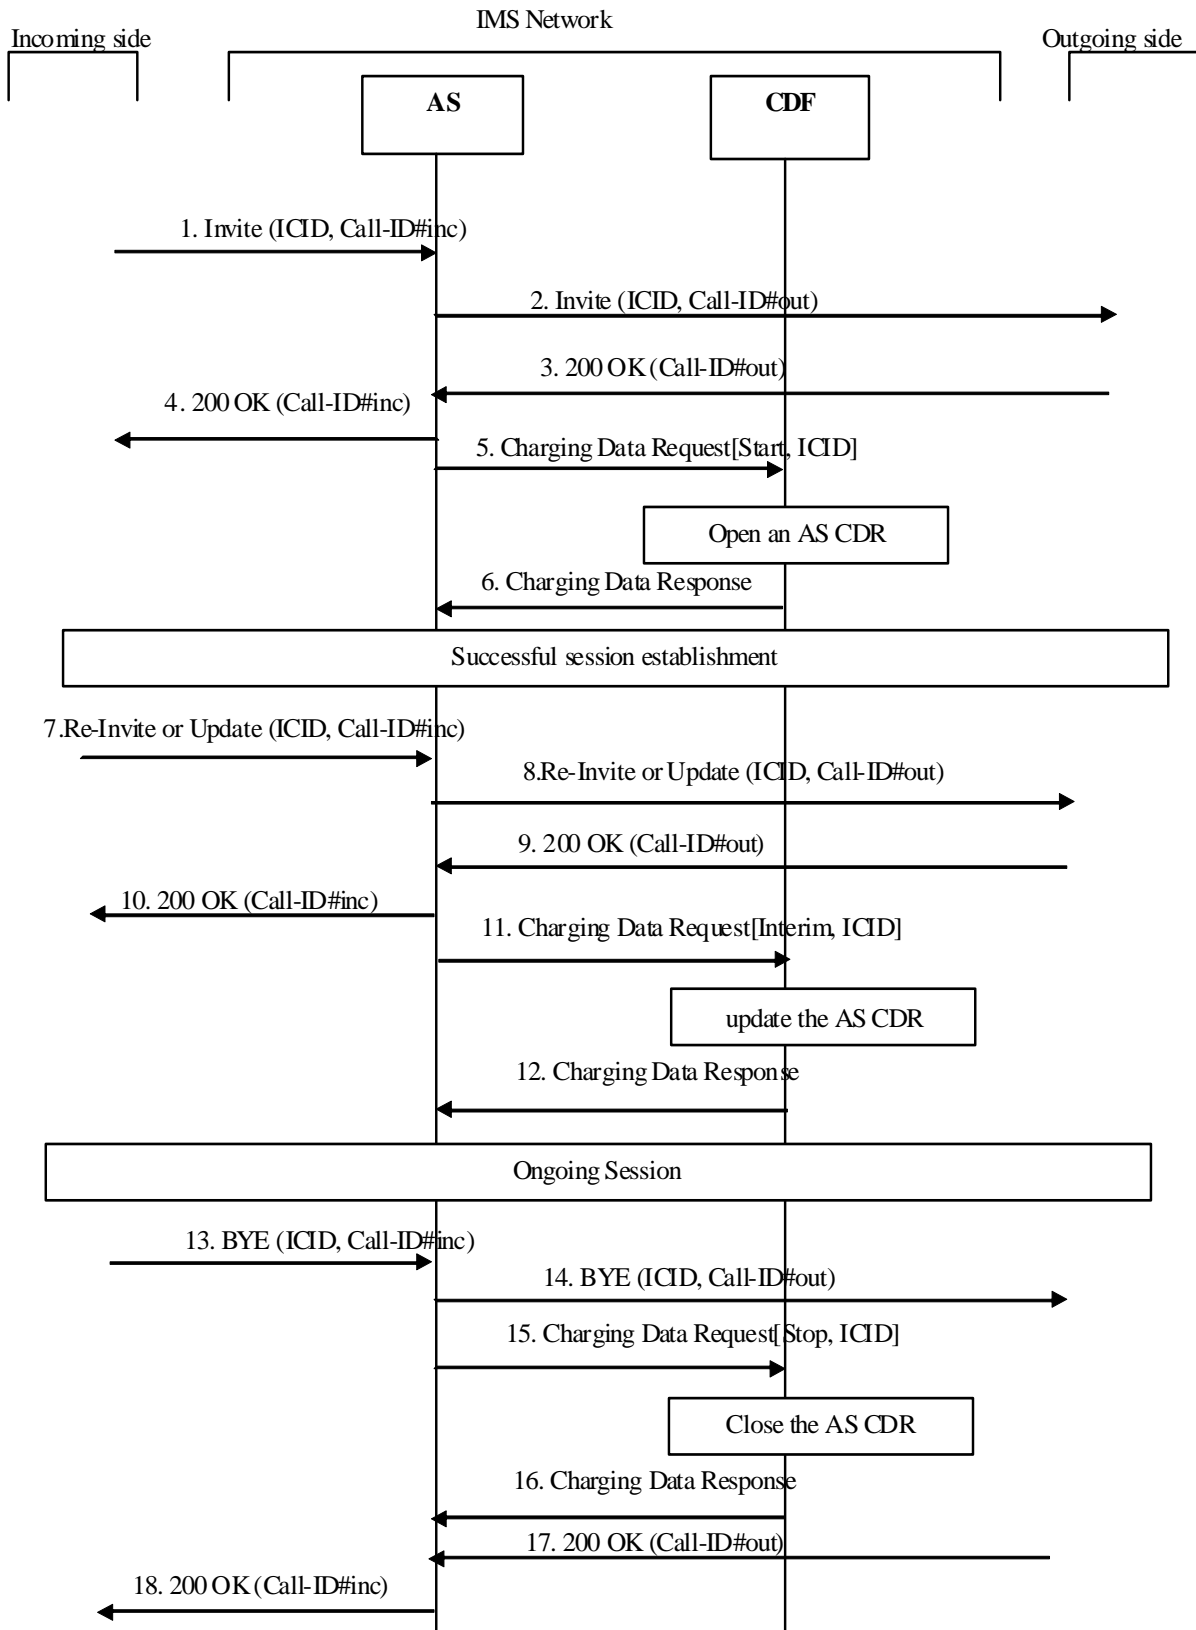 IMS Network
Incoming side
Outgoing side
AS
CDF
1. Invite (ICID, Call-ID#inc)
2. Invite (ICID, Call-ID#out)
3. 200 OK (Call-ID#out)
4. 200 OK (Call-ID#inc)
5. Charging Data Request[Start, ICID]
Open an AS CDR
6. Charging Data Response
Successful session establishment
7.Re-Invite or Update (ICID, Call-ID#inc)
8.Re-Invite or Update (ICID, Call-ID#out)
9. 200 OK (Call-ID#out)
10. 200 OK (Call-ID#inc)
11. Charging Data Request[Interim, ICID]
update the AS CDR
12. Charging Data Response
Ongoing Session
13. BYE (ICID, Call-ID#inc)
14. BYE (ICID, Call-ID#out)
15. Charging Data Request[Stop, ICID]
Close the AS CDR
16. Charging Data Response
17. 200 OK (Call-ID#out)
18. 200 OK (Call-ID#inc)